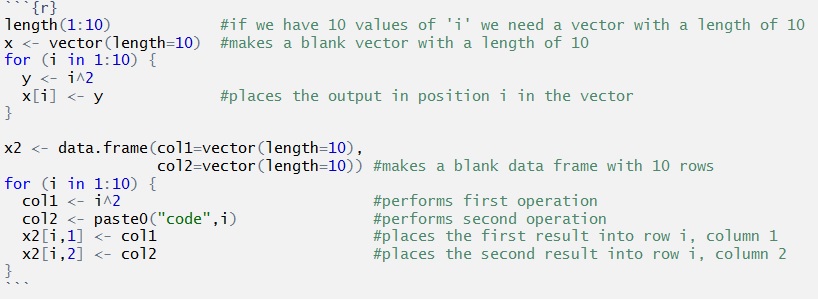 ```{r}
length(1:10)             #if we have 10 values of 'i' we need a vector with a length of 10
x <- vector(length=10)  #makes a blank vector with a length of 10
for (i in 1:10) {
  y <- i^2
  x[i] <- y              #places the output in position i in the vector
}

x2 <- data.frame(col1=vector(length=10),
                 col2=vector(length=10)) #makes a blank data frame with 10 rows
for (i in 1:10) {
  col1 <- i^2                            #performs first operation
  col2 <- paste0("code",i)               #performs second operation
  x2[i,1] <- col1                        #places the first result into row i, column 1
  x2[i,2] <- col2                        #places the second result into row i, column 2
}
```